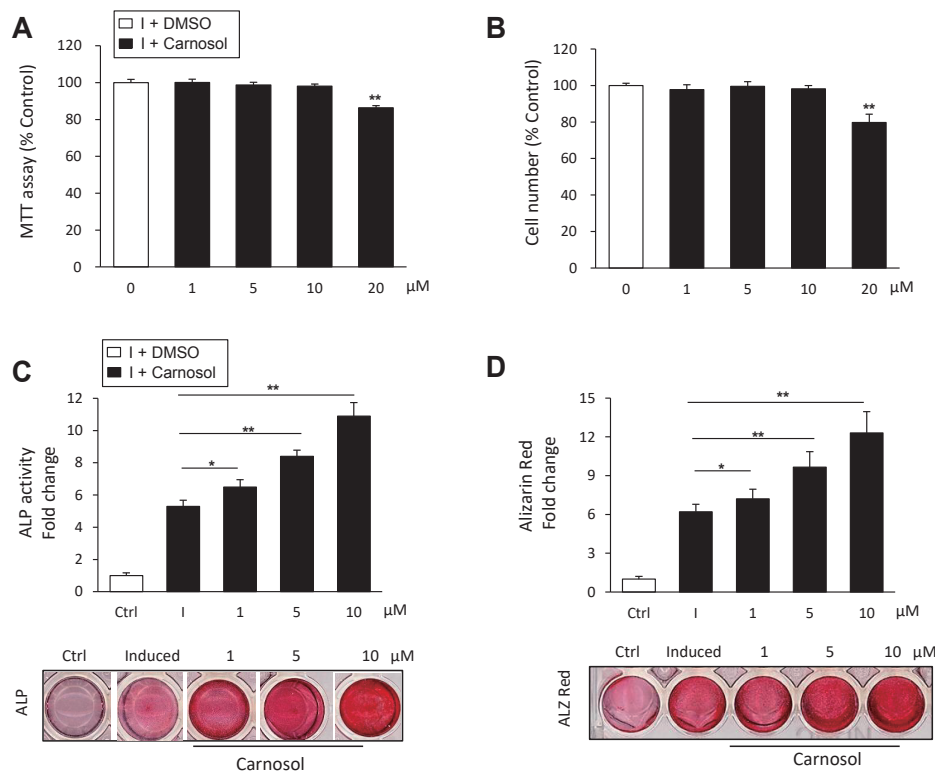 A
I + DMSO
I + Carnosol
MTT assay (% Control)
120
100
80
60
40
20
0
**
0 1 5 10 20 µM
B
Cell number (% Control)
120
100
80
60
40
20
0
**
0 1 5 10 20 µM
C
I + DMSO
I + Carnosol
ALP activity
Fold change
12
10
8
6
4
2
0
**
**
*
Ctrl I 1 5 10 µM
ALP
Ctrl Induced 1 5 10 µM
Carnosol
D
Alizarin Red
Fold change
15
12
9
6
3
0
**
**
*
Ctrl I 1 5 10 µM
ALZ Red
Ctrl Induced 1 5 10 µM
Carnosol